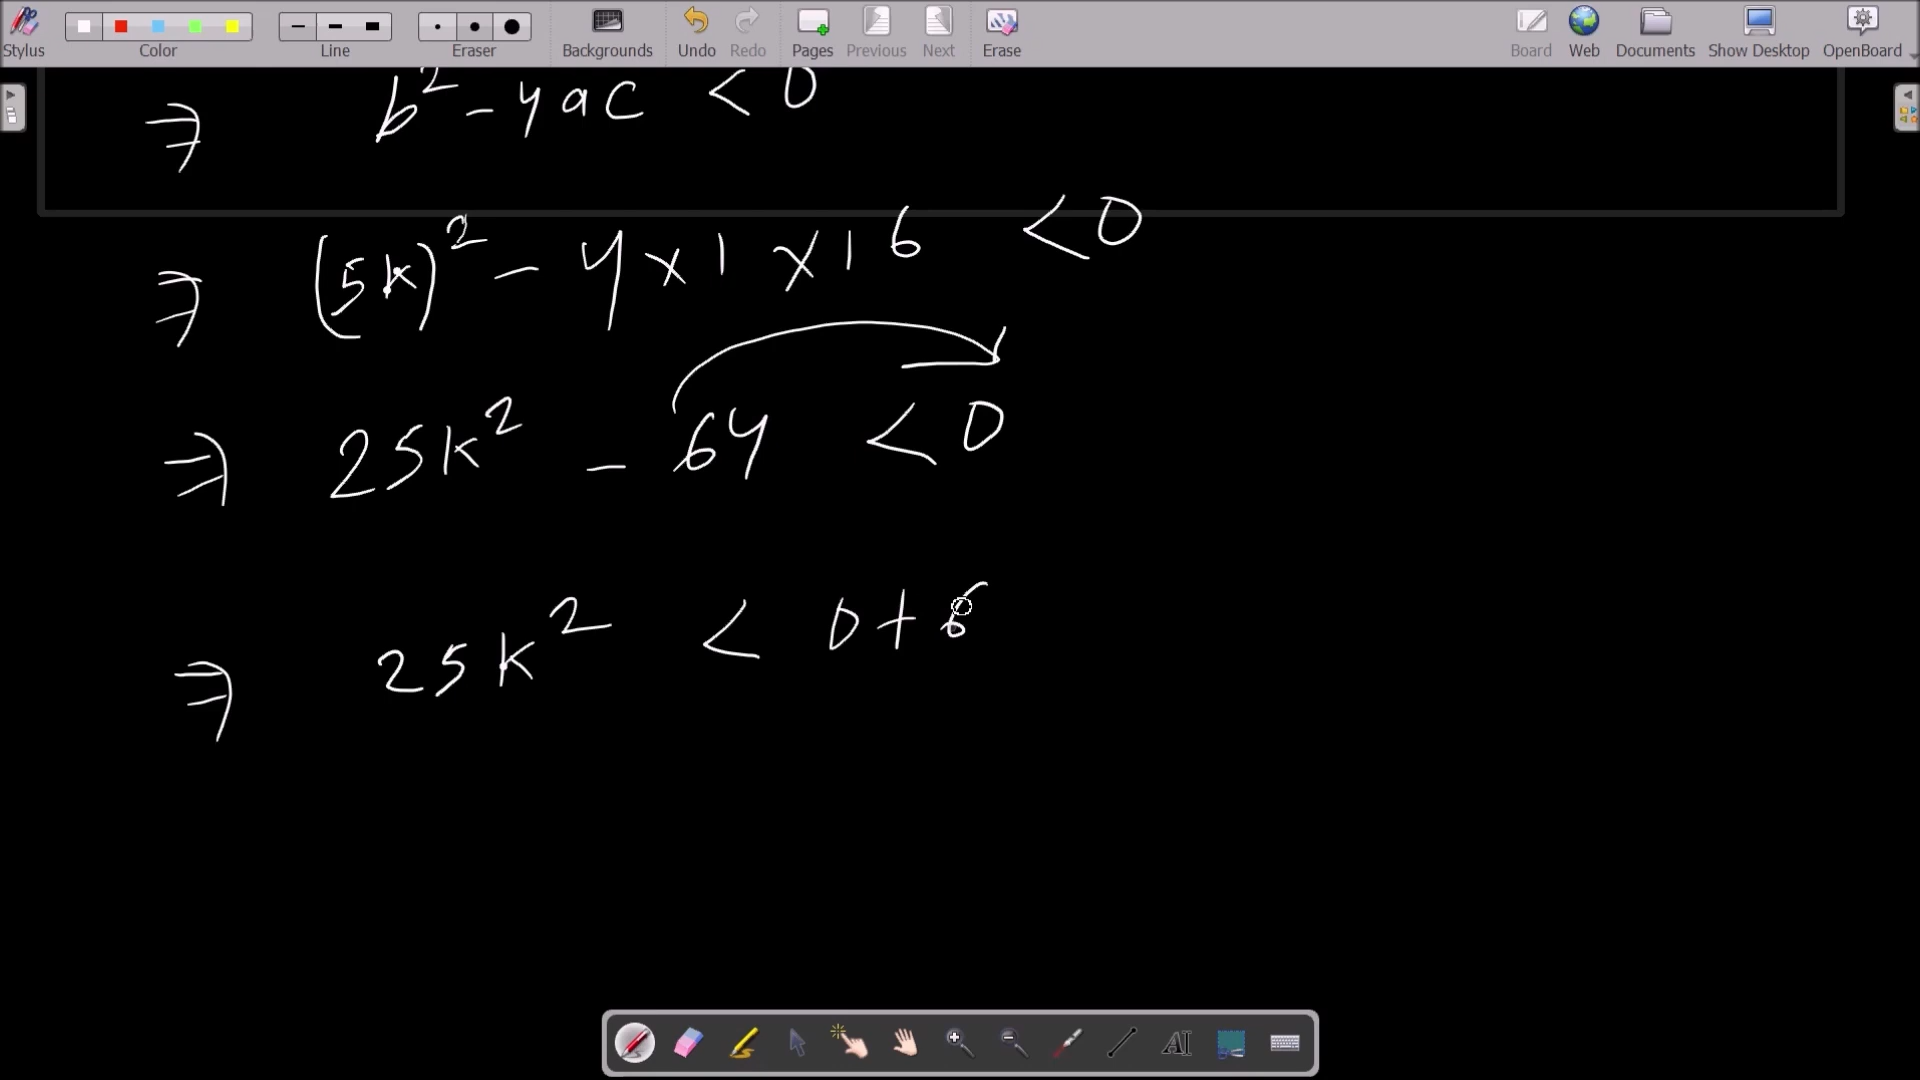 Stylus Color Line Eraser Backgrounds Undo Redo Pages Previous Next Erase Board Web Documents Show Desktop OpenBoard
⇒ b² - 4ac < 0
⇒ (5k)² - 4 x 1 x 16 < 0
⇒ 25k² - 64 < 0
⇒ 25k² < 0 + 6
AI